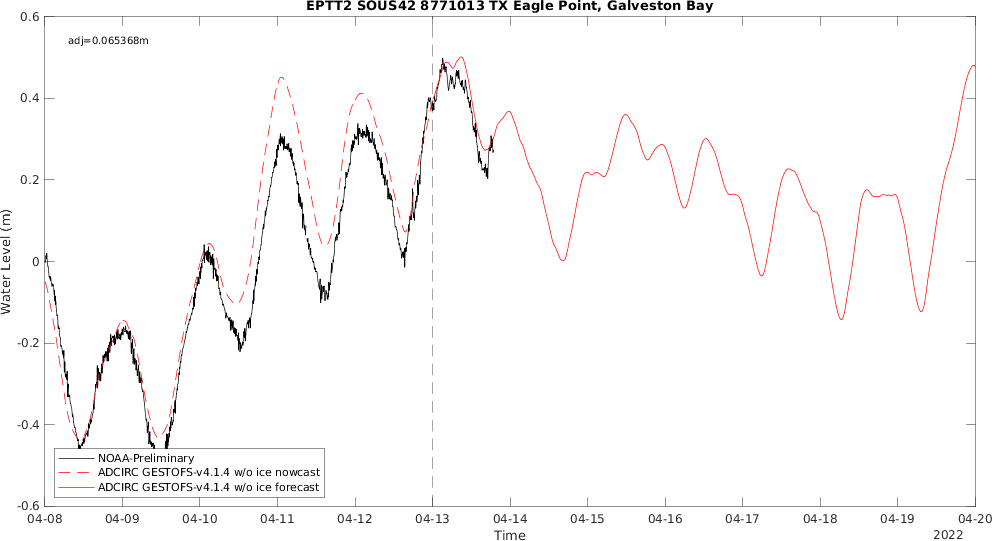 EPTT2 SOUS42 8771013 TX Eagle Point, Galveston Bay
adj=0.065368m
0.6
0.4
0.2
0
-0.2
-0.4
-0.6
Water Level (m)
NOAA-Preliminary
ADCIRC GESTOFS-v4.1.4 w/o ice nowcast
ADCIRC GESTOFS-v4.1.4 w/o ice forecast
04-08 04-09 04-10 04-11 04-12 04-13 04-14 04-15 04-16 04-17 04-18 04-19 04-20
Time
2022